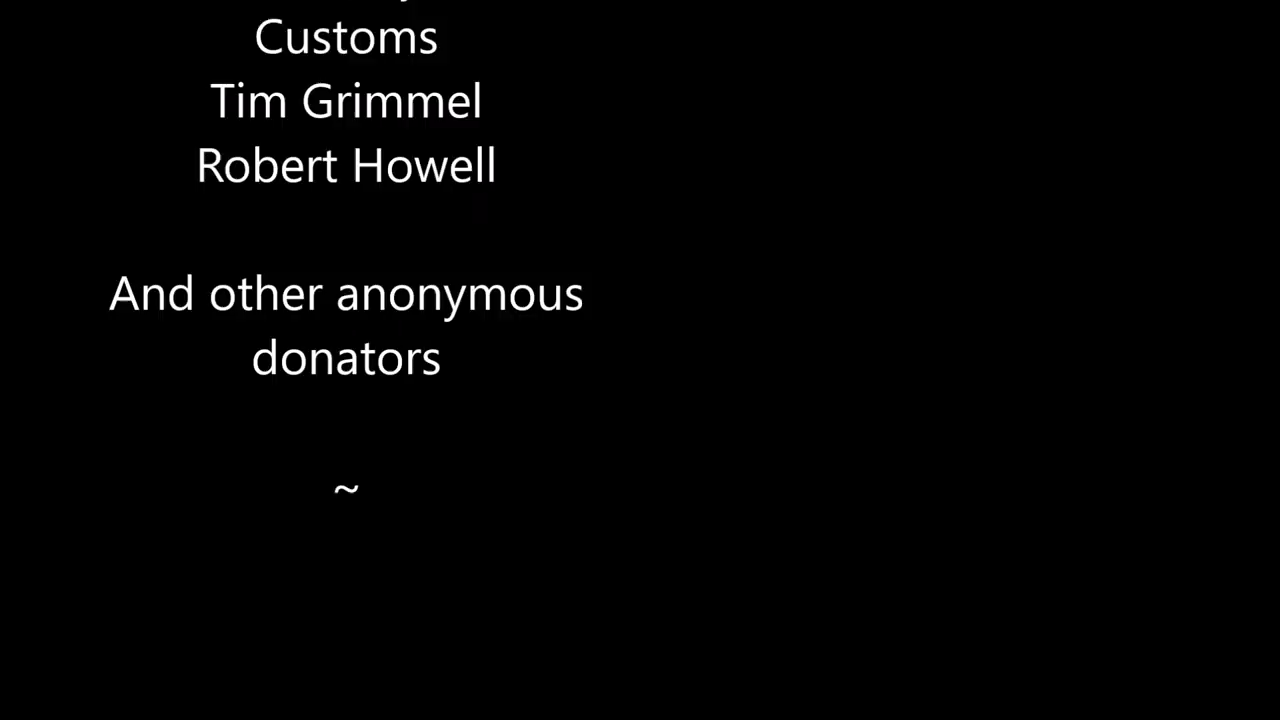 Customs
Tim Grimmel
Robert Howell
And other anonymous
donators
~